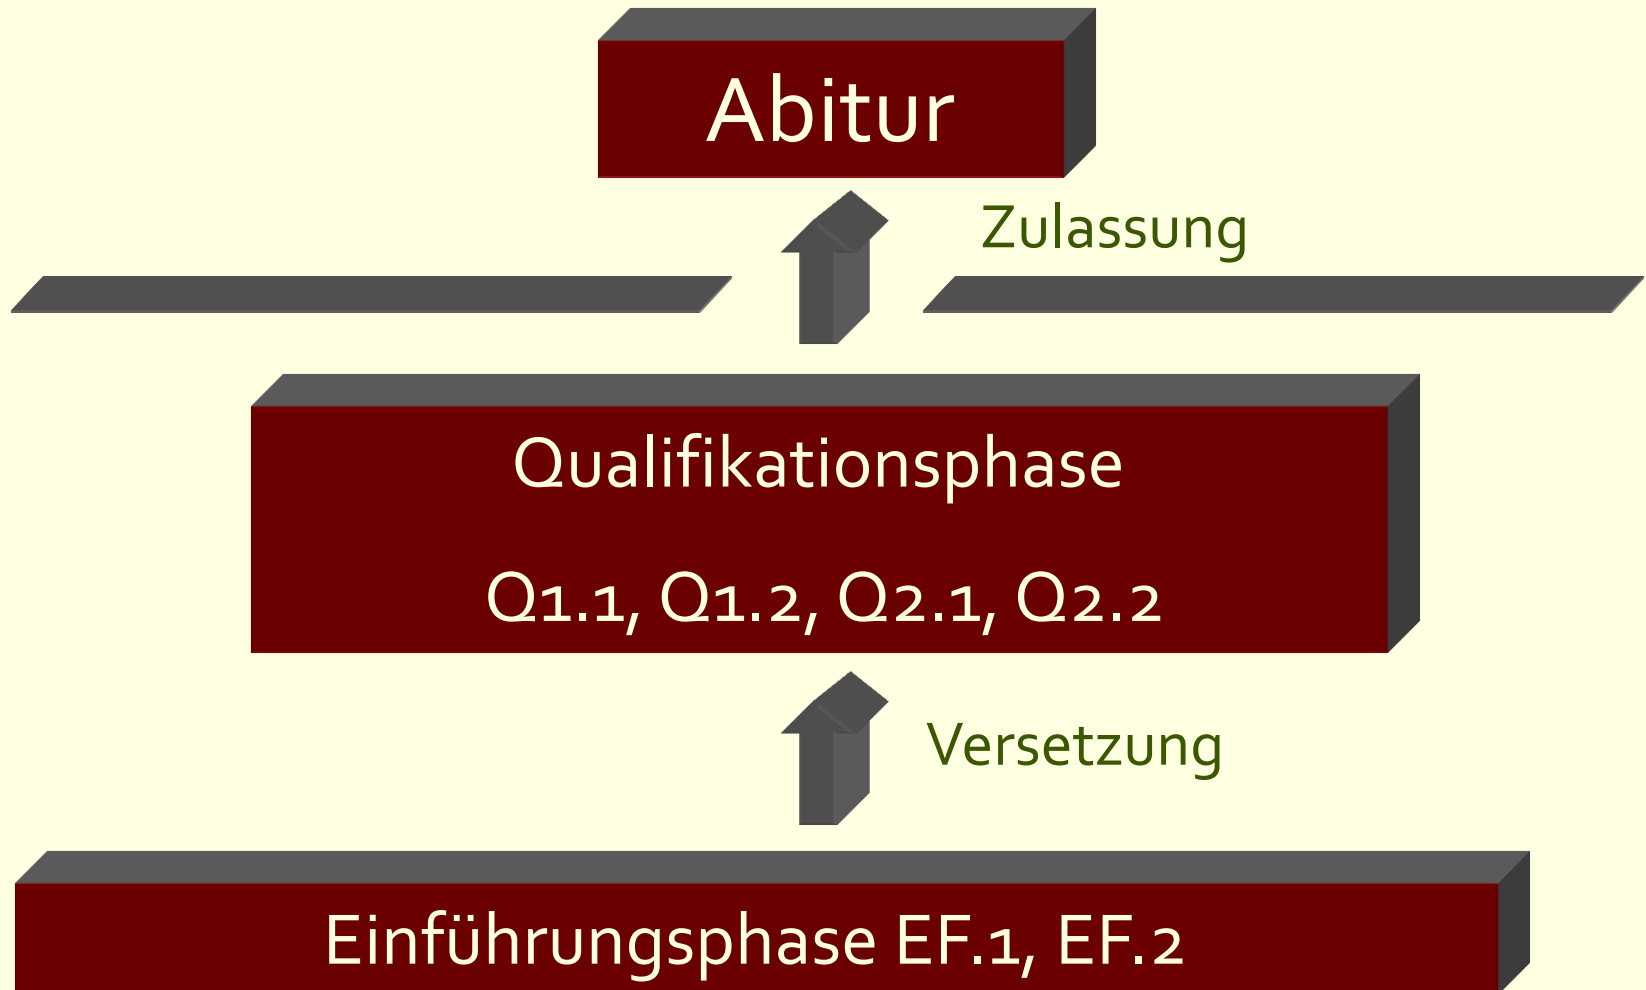 Abitur
Zulassung
Qualifikationsphase
Q1.1, Q1.2, Q2.1, Q2.2
Versetzung
Einführungsphase EF.1, EF.2